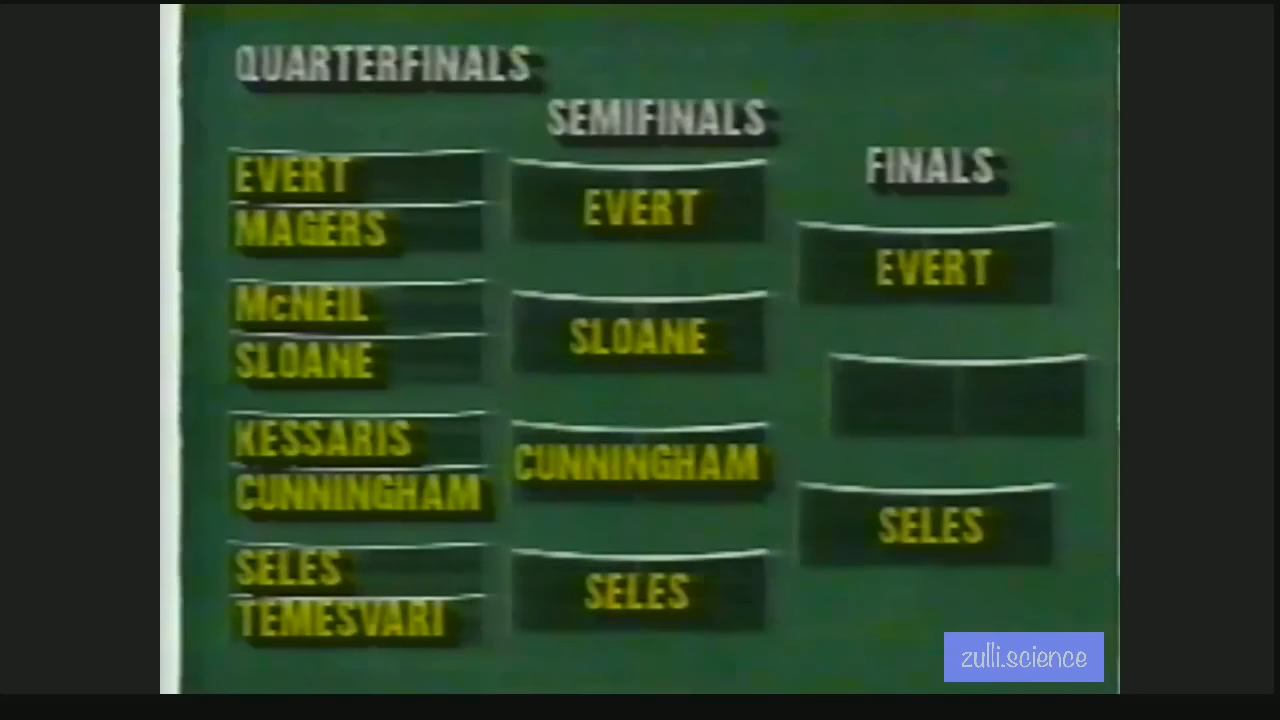 QUARTERFINALS
SEMIFINALS
FINALS
EVERT
MAGERS
McNEIL
SLOANE
KESSARIS
CUNNINGHAM
SELES
TEMESVARI
EVERT
SLOANE
CUNNINGHAM
SELES
EVERT
SELES
zulli.science